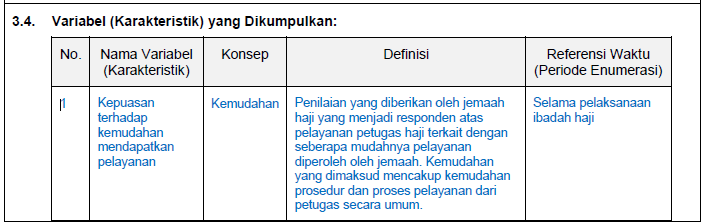 3.4. Variabel (Karakteristik) yang Dikumpulkan:
No. Nama Variabel (Karakteristik) Konsep Definisi Referensi Waktu (Periode Enumerasi)
1
Kepuasan
terhadap
kemudahan
mendapatkan
pelayanan
Kemudahan
Penilaian yang diberikan oleh jemaah
haji yang menjadi responden atas
pelayanan petugas haji terkait dengan
seberapa mudahnya pelayanan
diperoleh oleh jemaah. Kemudahan
yang dimaksud mencakup kemudahan
prosedur dan proses pelayanan dari
petugas secara umum.
Selama pelaksanaan
ibadah haji